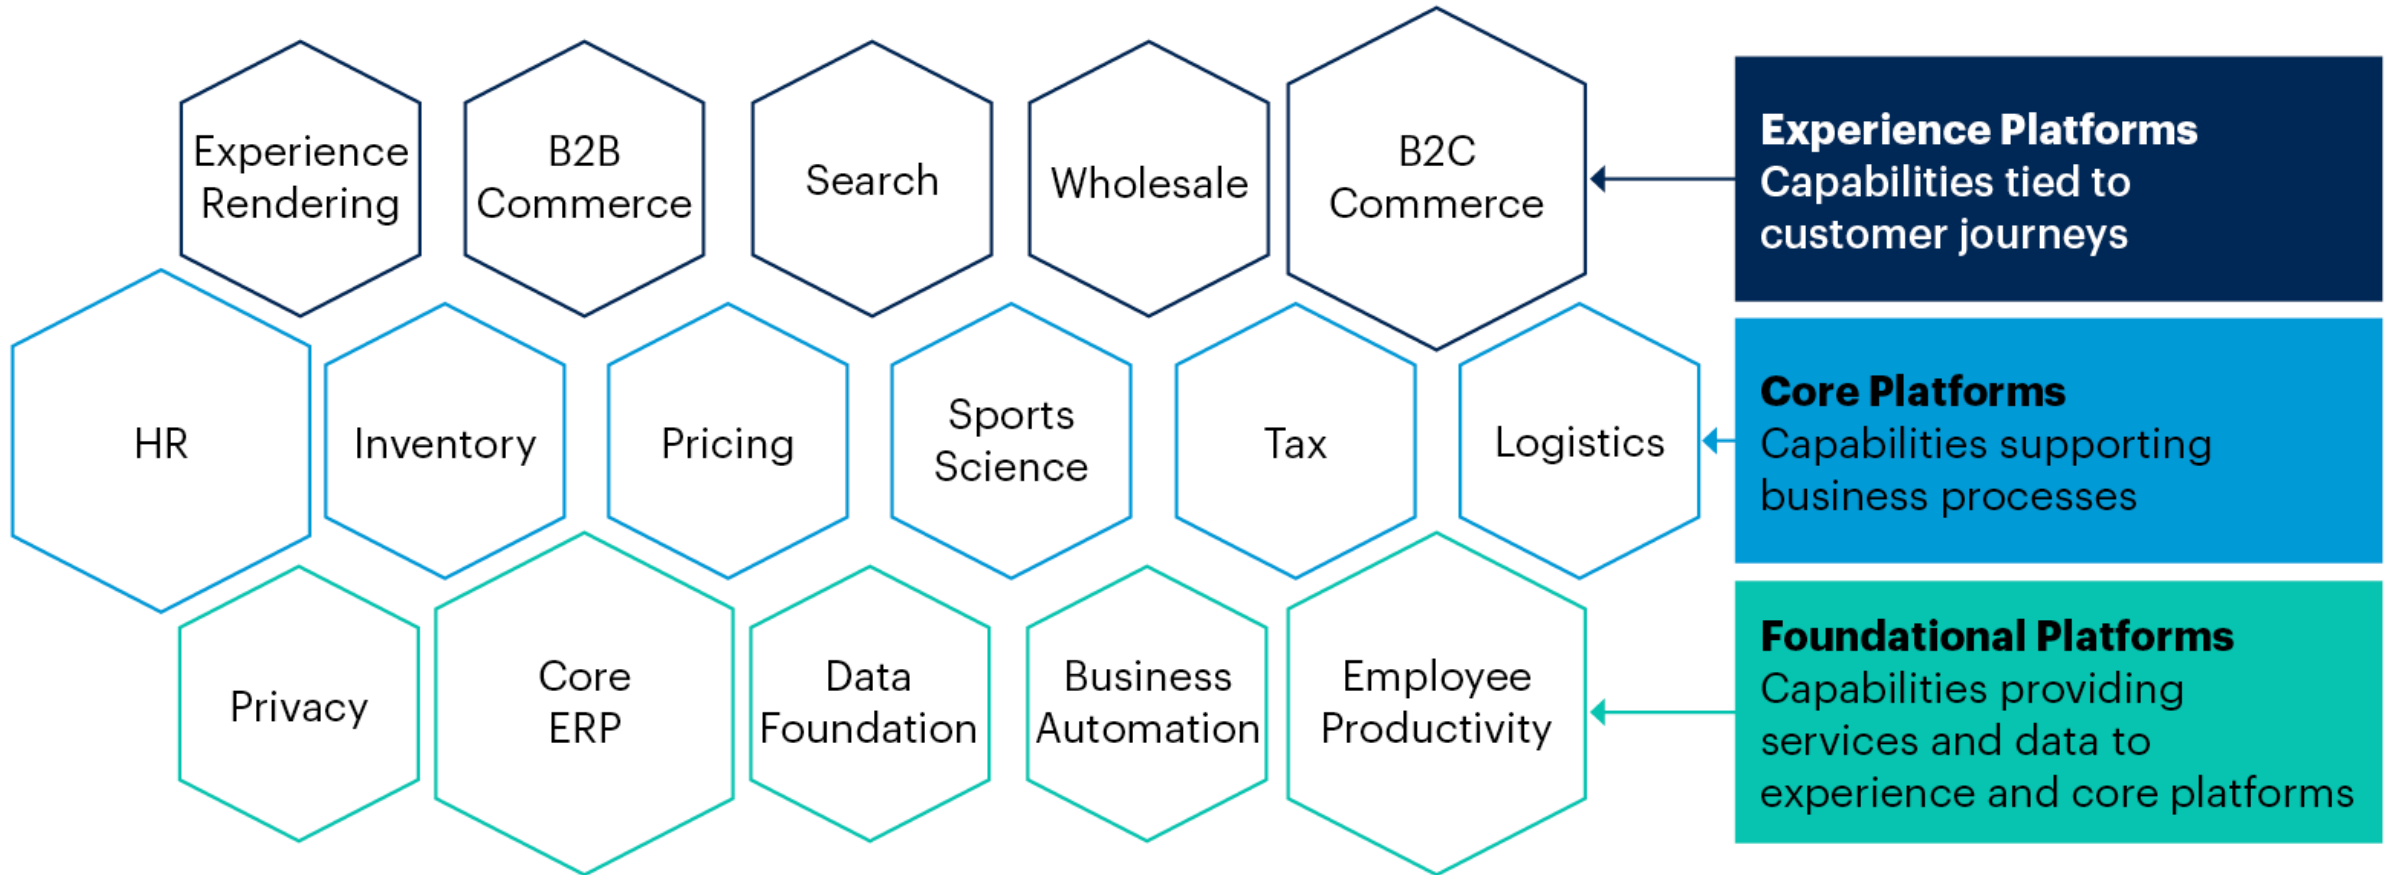 Experience
Rendering
B2B
Commerce
Search
Wholesale
B2C
Commerce
Experience Platforms
Capabilities tied to
customer journeys
HR
Inventory
Pricing
Sports
Science
Tax
Logistics
Core Platforms
Capabilities supporting
business processes
Privacy
Core
ERP
Data
Foundation
Business
Automation
Employee
Productivity
Foundational Platforms
Capabilities providing
services and data to
experience and core platforms